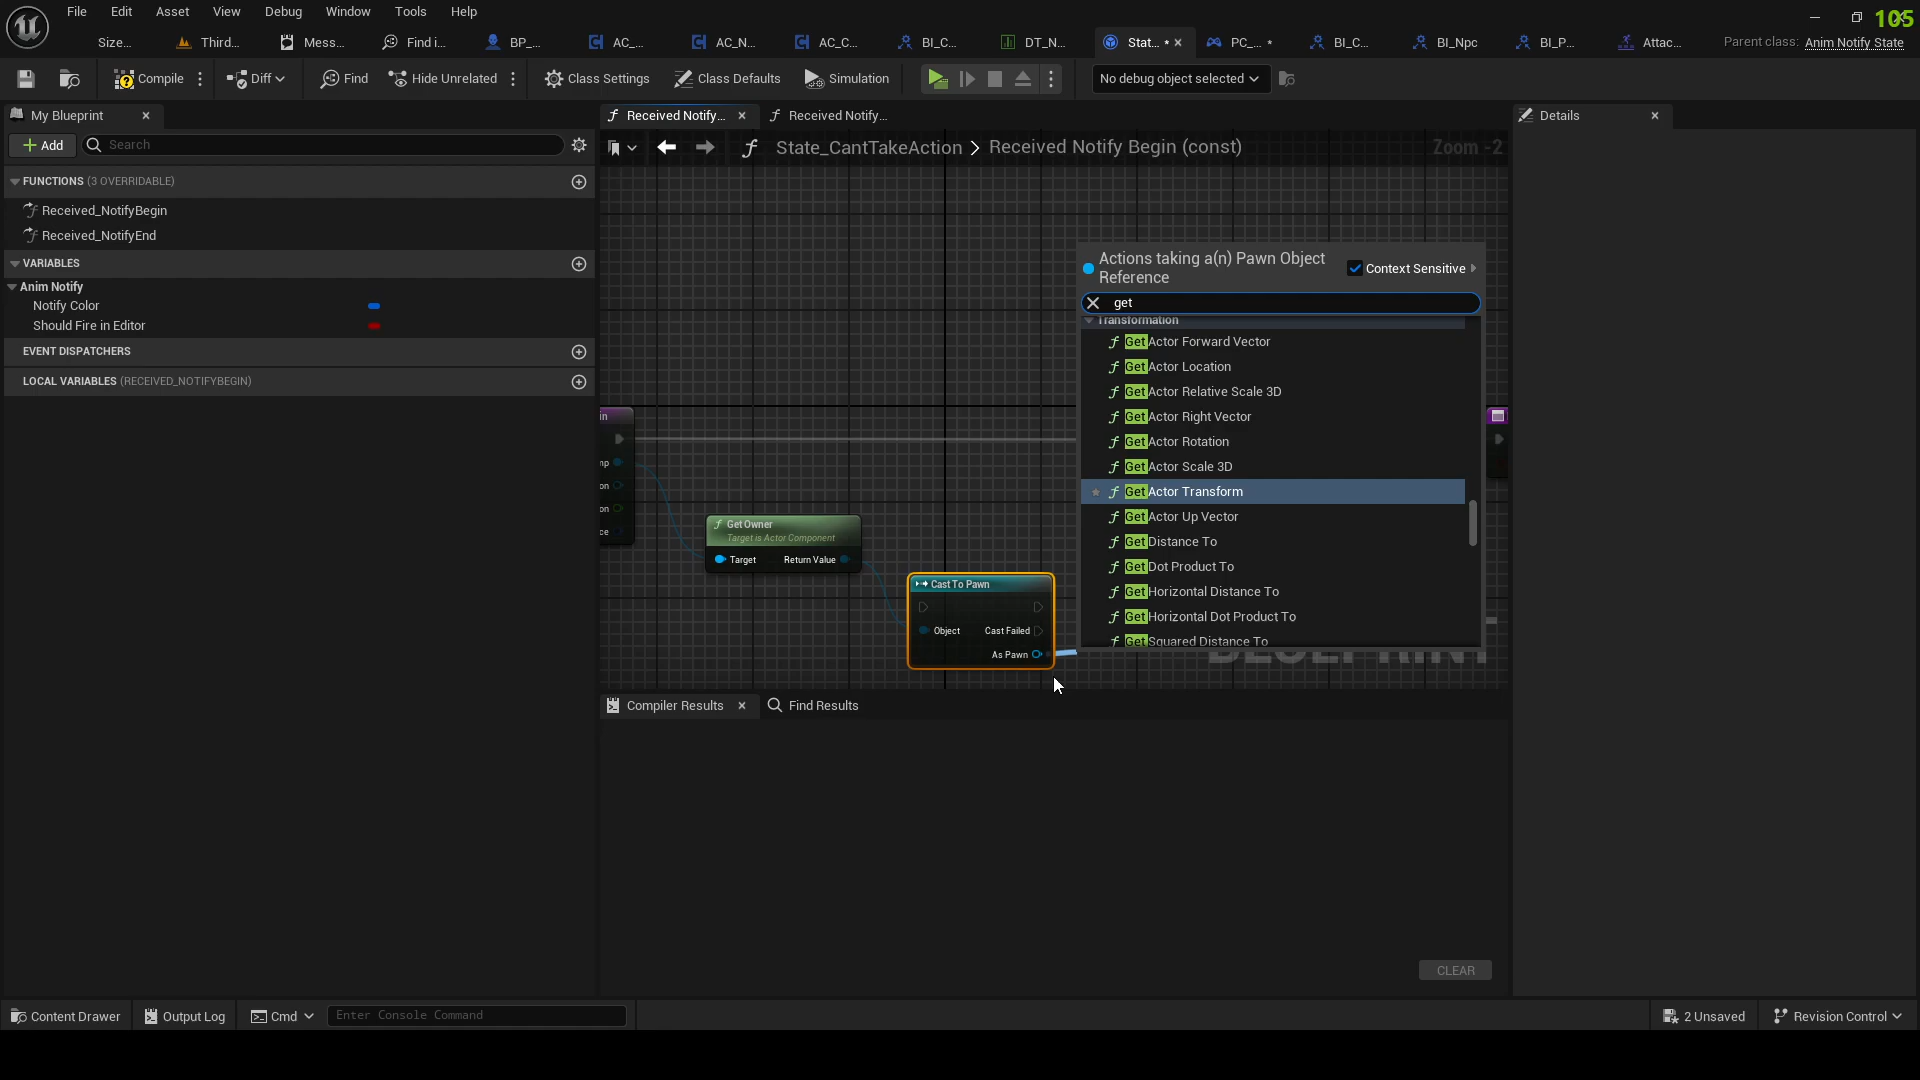 File Edit Asset View Debug Window Tools Help
105
Size... Third... Mess... Find i... BP_... AC_... AC_N... AC_C... BI_C... DT_N... Stat... * PC_... * BI_C... BI_Npc BI_P... Attac... Parent class: Anim Notify State
Compile Diff Find Hide Unrelated Class Settings Class Defaults Simulation No debug object selected
My Blueprint
Add Search
FUNCTIONS (3 OVERRIDABLE)
Received_NotifyBegin
Received_NotifyEnd
VARIABLES
Anim Notify
Notify Color
Should Fire in Editor
EVENT DISPATCHERS
LOCAL VARIABLES (RECEIVED_NOTIFYBEGIN)
Received Notify... Received Notify...
State_CantTakeAction > Received Notify Begin (const) Zoom -2
in
mp
on
on
ce
Get Owner
Target is Actor Component
Target Return Value
Cast To Pawn
Object Cast Failed
As Pawn
Actions taking a(n) Pawn Object
Reference
Context Sensitive
get
Transformation
Get Actor Forward Vector
Get Actor Location
Get Actor Relative Scale 3D
Get Actor Right Vector
Get Actor Rotation
Get Actor Scale 3D
Get Actor Transform
Get Actor Up Vector
Get Distance To
Get Dot Product To
Get Horizontal Distance To
Get Horizontal Dot Product To
Get Squared Distance To
BLUEPRINT
Compiler Results Find Results
CLEAR
Details
Content Drawer Output Log Cmd Enter Console Command 2 Unsaved Revision Control